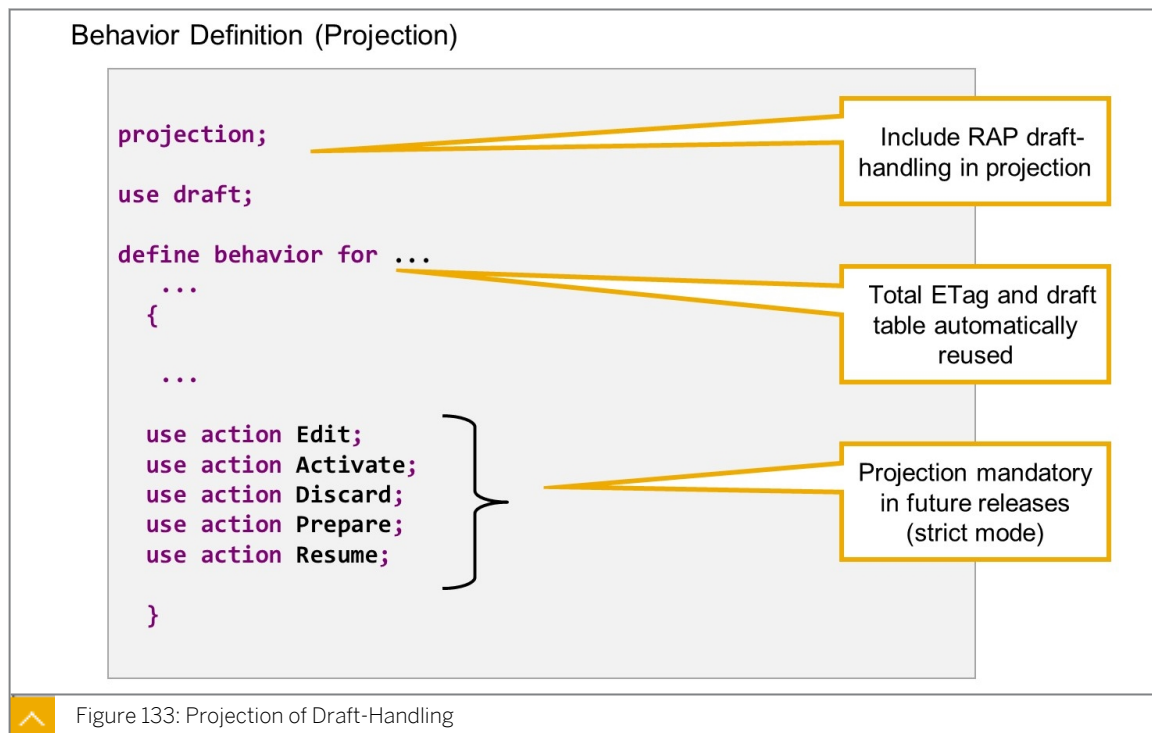 Behavior Definition (Projection)
projection;
use draft;
define behavior for ...
...
{
...
use action Edit;
use action Activate;
use action Discard;
use action Prepare;
use action Resume;
}
Include RAP draft-
handling in projection
Total ETag and draft
table automatically
reused
Projection mandatory
in future releases
(strict mode)
Figure 133: Projection of Draft-Handling